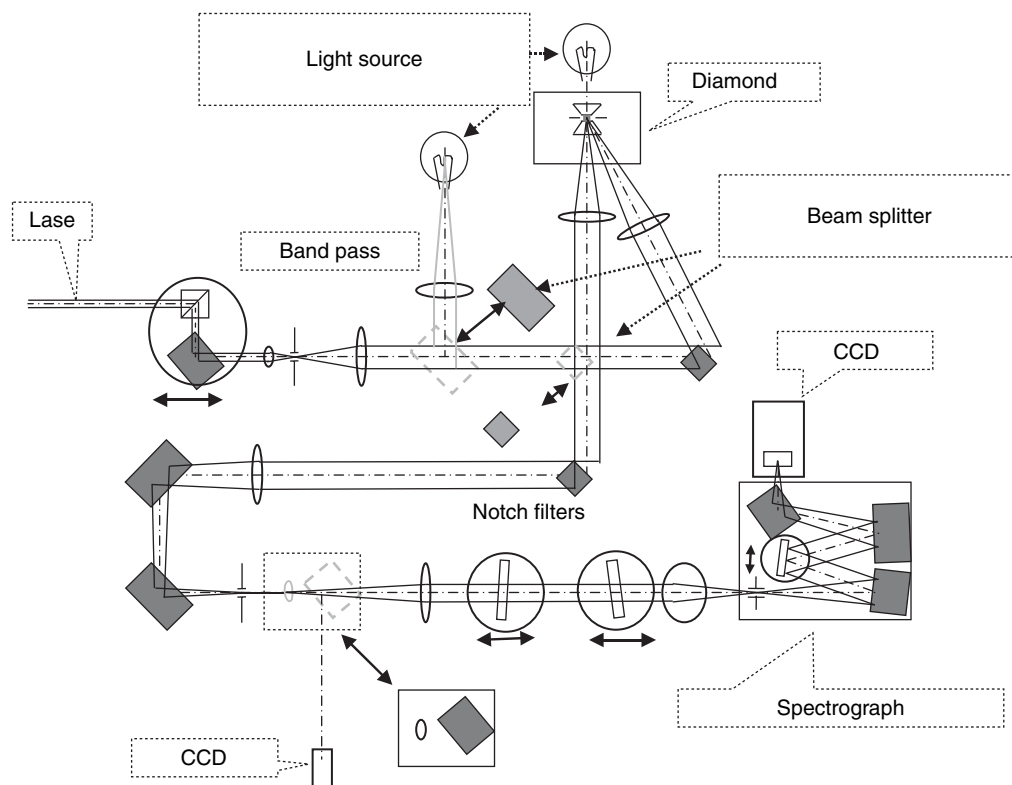 Light source
Diamond
Lase
Band pass
Beam splitter
CCD
Notch filters
Spectrograph
CCD